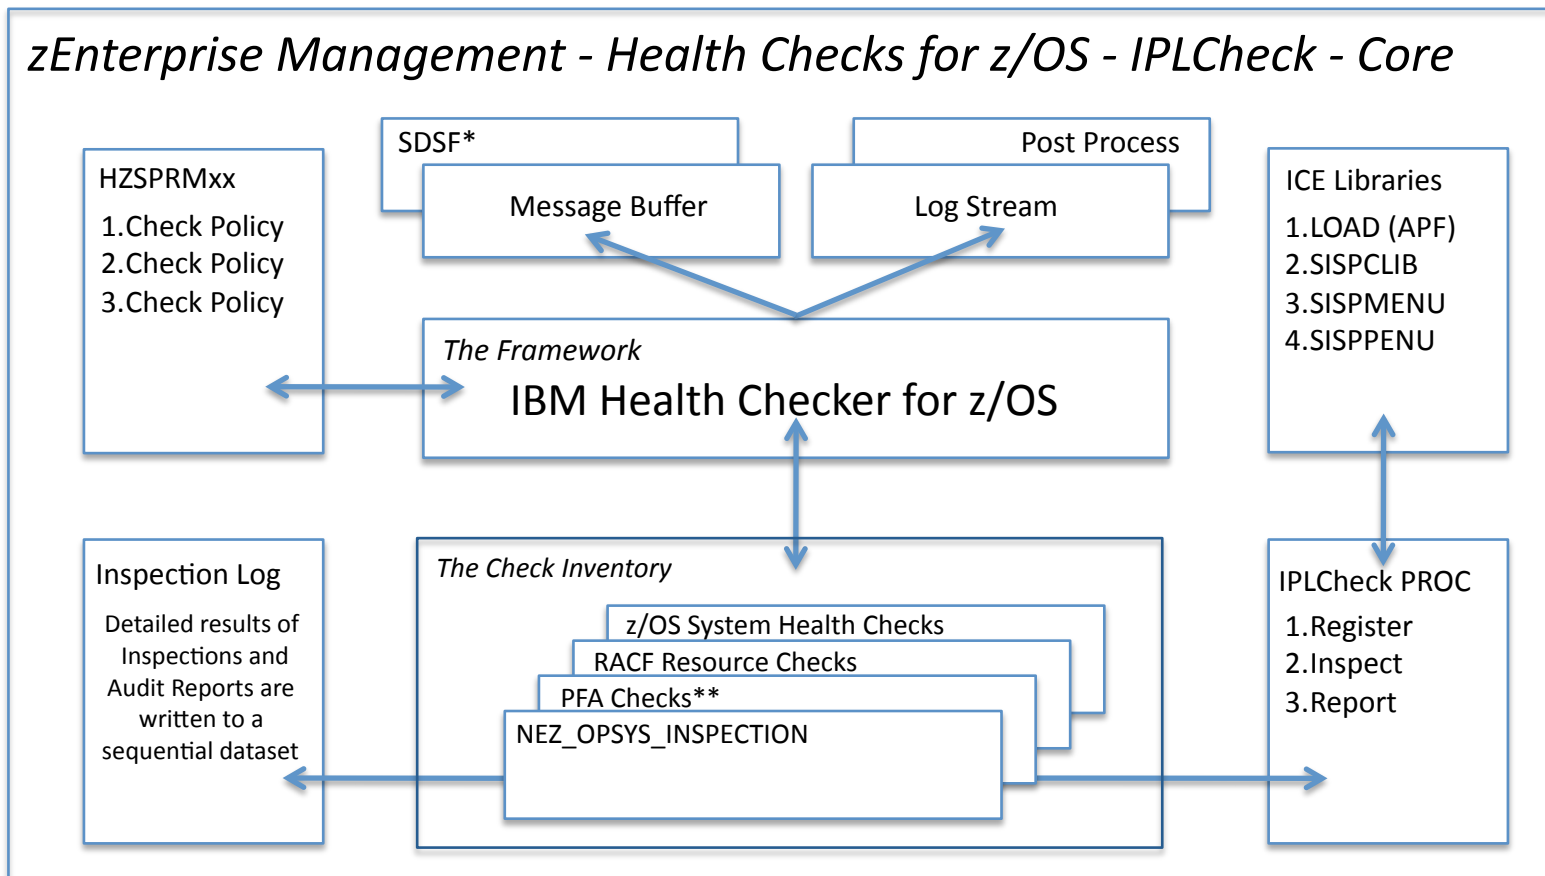 zEnterprise Management - Health Checks for z/OS - IPLCheck - Core
SDSF*
Message Buffer
Post Process
Log Stream
HZSPRMxx
1.Check Policy
2.Check Policy
3.Check Policy
ICE Libraries
1.LOAD (APF)
2.SISPCLIB
3.SISPMENU
4.SISPPENU
The Framework
IBM Health Checker for z/OS
Inspection Log
Detailed results of
Inspections and
Audit Reports are
written to a
sequential dataset
The Check Inventory
z/OS System Health Checks
RACF Resource Checks
PFA Checks**
NEZ_OPSYS_INSPECTION
IPLCheck PROC
1.Register
2.Inspect
3.Report